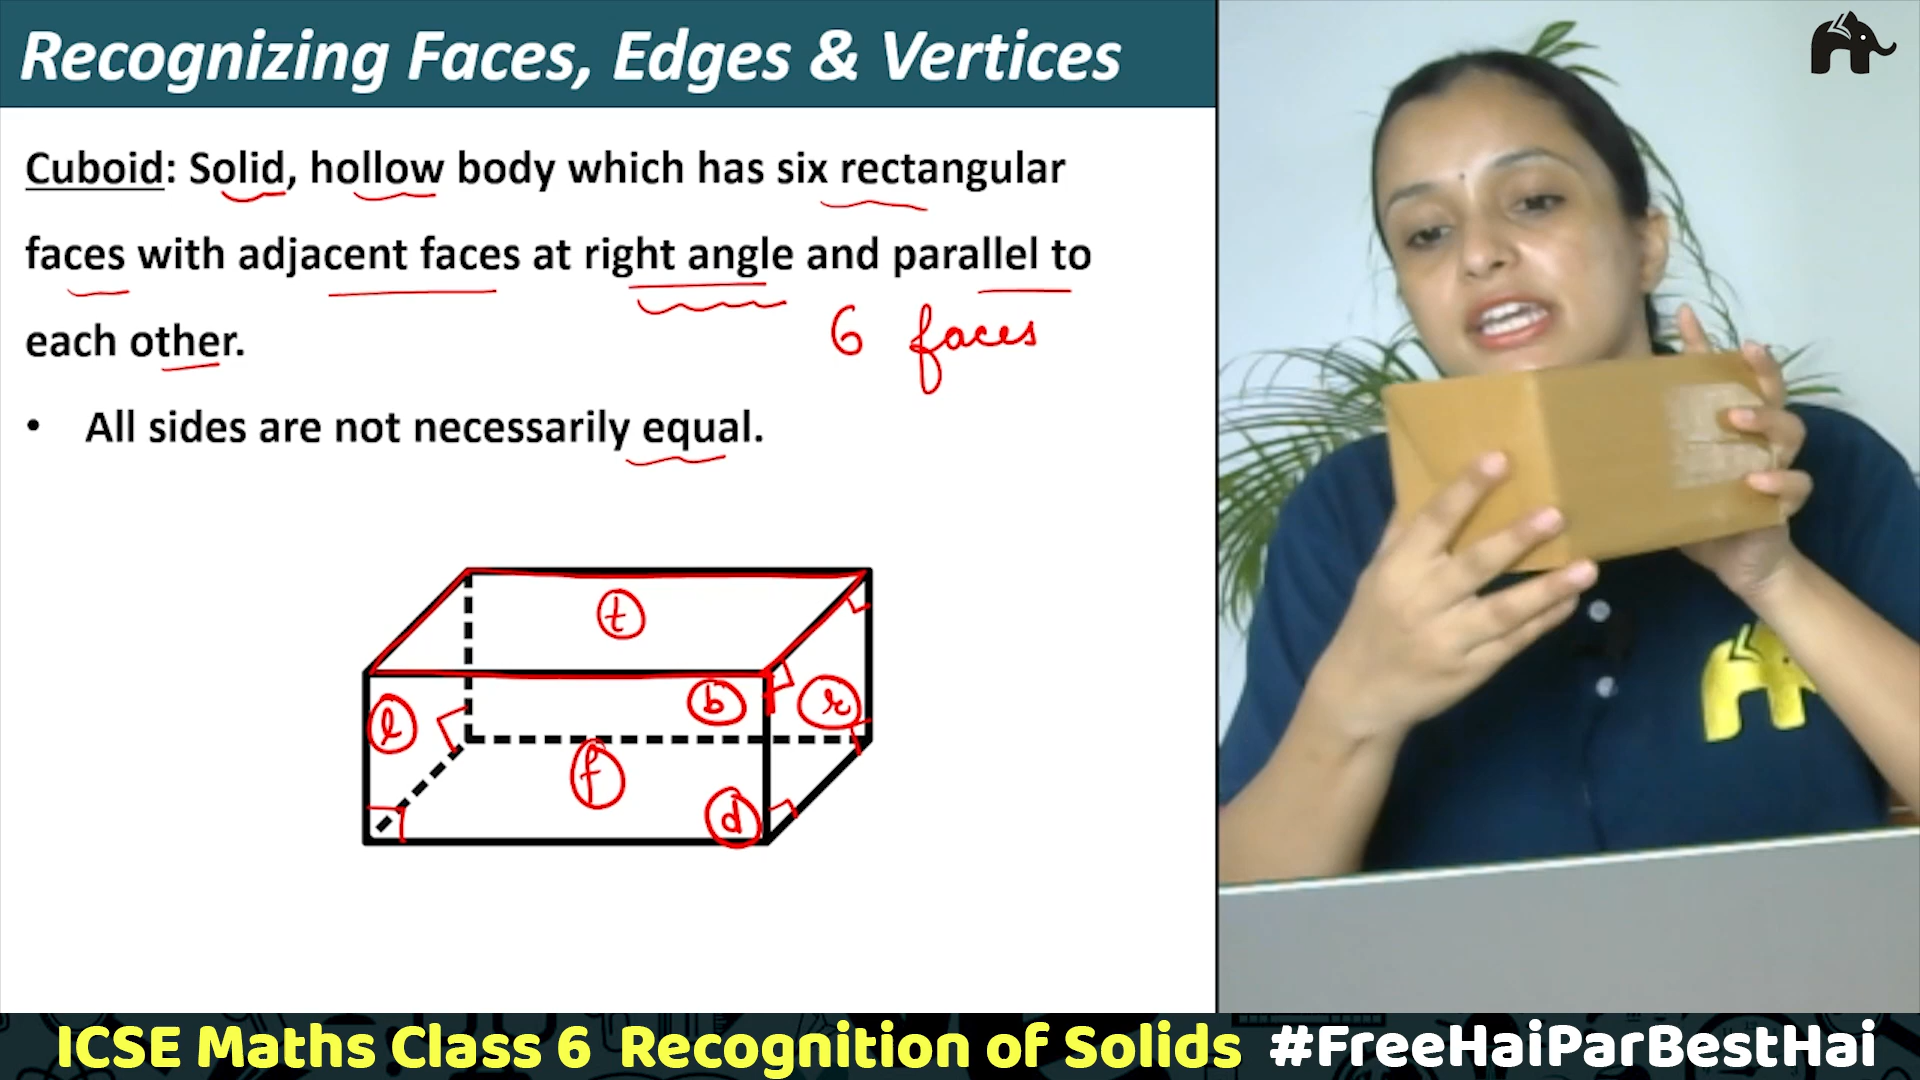 Recognizing Faces, Edges & Vertices
Cuboid: Solid, hollow body which has six rectangular
faces with adjacent faces at right angle and parallel to
each other.
6 faces
• All sides are not necessarily equal.
t
l
b
r
f
d
ICSE Maths Class 6 Recognition of Solids #FreeHaiParBestHai